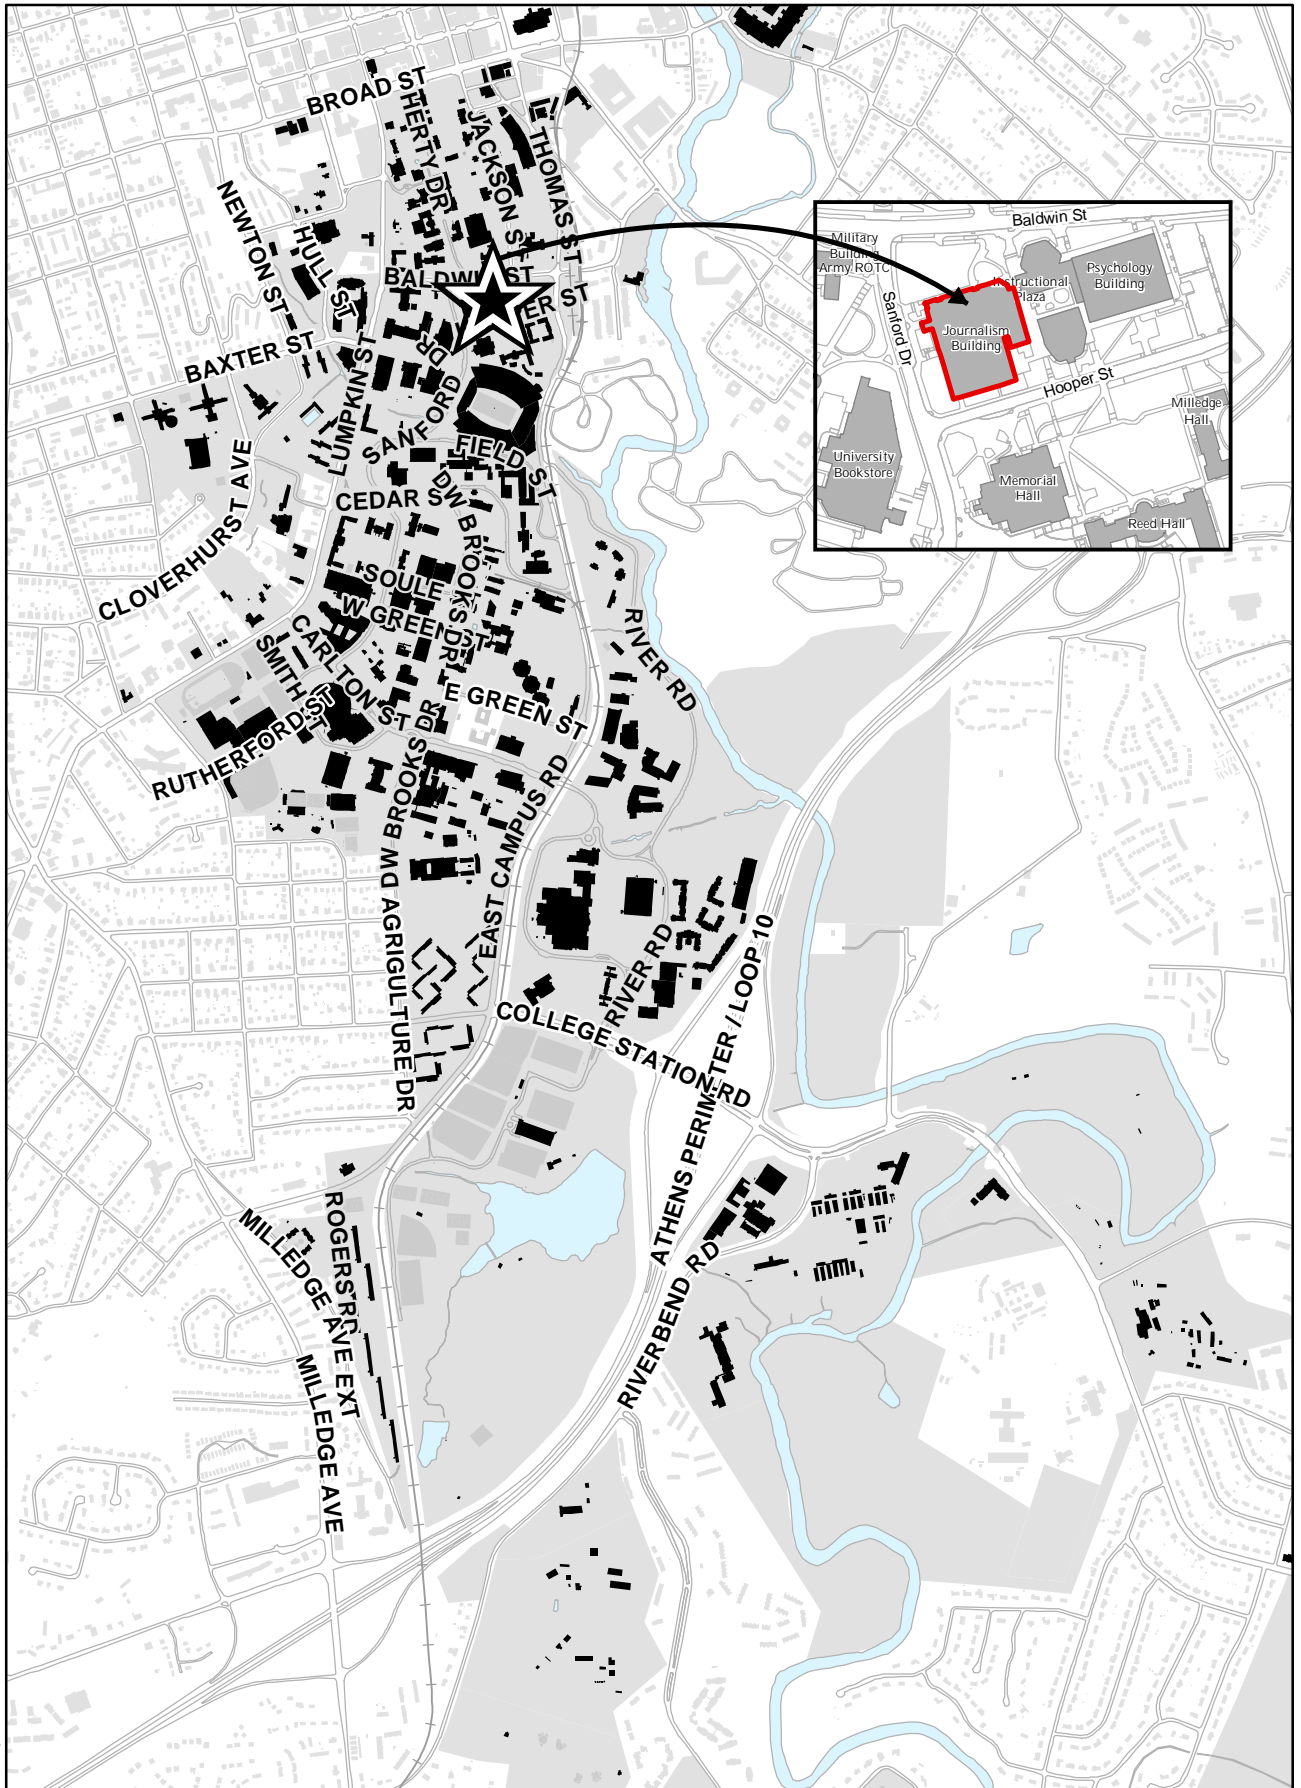 BROAD ST
HERTY DR
JACKSON ST
THOMAS ST
NEWTON ST
HULL ST
BALDWIN ST
ER ST
BAXTER ST
LUMPKIN ST
SANFORD DR
FIELD ST
CEDAR S
DW BROOKS DR
CLOVERHURST AVE
SOULE
W GREEN ST
CARLTON ST
SMITH ST
RUTHERFORD ST
E GREEN ST
RIVER RD
DW BROOKS DR
EAST CAMPUS RD
AGRIGULTURE DR
RIVER RD
COLLEGE STATION RD
ATHENS PERIMETER / LOOP 10
RIVERBEND RD
ROGERS RD
MILLEDGE AVE EXT
MILLEDGE AVE
Baldwin St
Military
Building
Army ROTC
Instructional
Plaza
Psychology
Building
Sanford Dr
Journalism
Building
Hooper St
Milledge
Hall
University
Bookstore
Memorial
Hall
Reed Hall